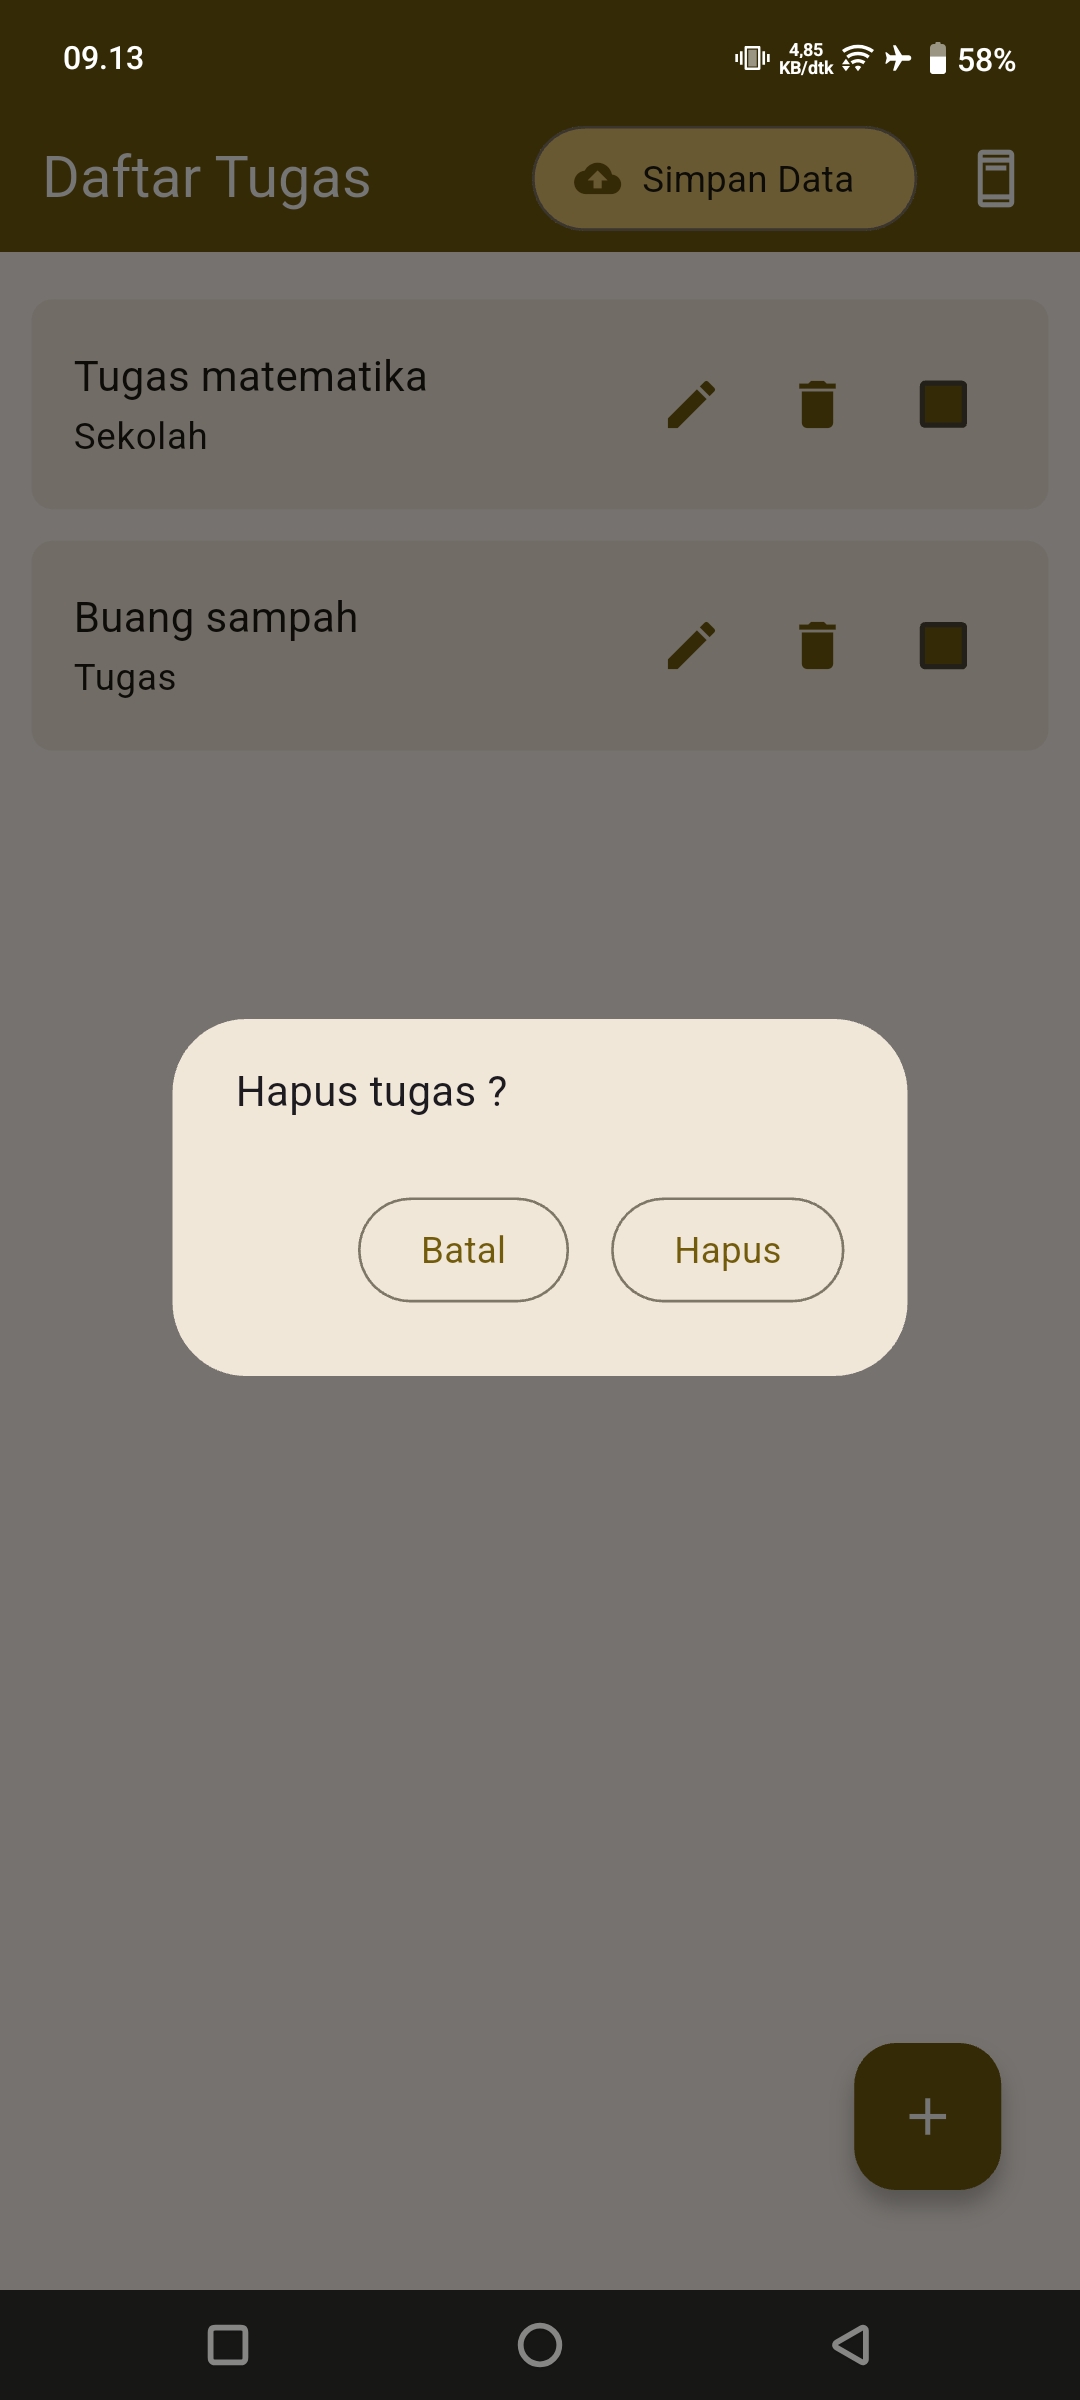 09.13
4,85
KB/dtk
58%
Daftar Tugas
Simpan Data
Tugas matematika
Sekolah
Buang sampah
Tugas
Hapus tugas ?
Batal
Hapus